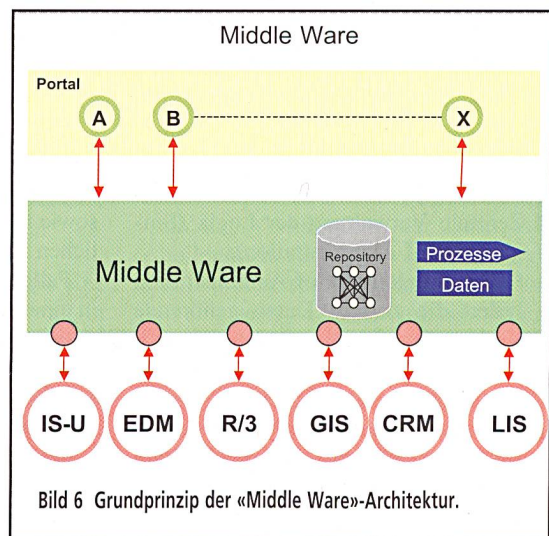 Middle Ware
Portal
A B X
Middle Ware
Repository
Prozesse
Daten
IS-U EDM R/3 GIS CRM LIS
Bild 6 Grundprinzip der «Middle Ware»-Architektur.